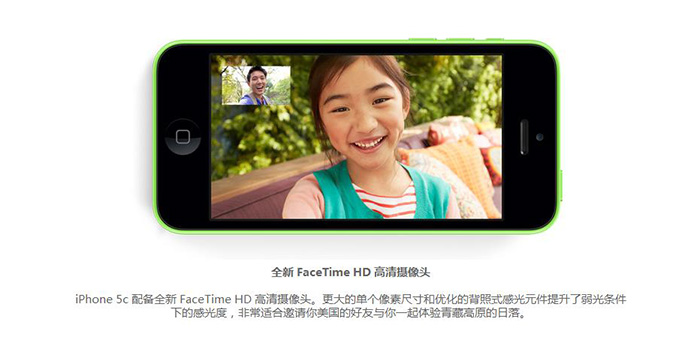 全新 FaceTime HD 高清摄像头
iPhone 5c 配备全新 FaceTime HD 高清摄像头。更大的单个像素尺寸和优化的背照式感光元件提升了弱光条件
下的感光度，非常适合邀请你美国的好友与你一起体验青藏高原的日落。